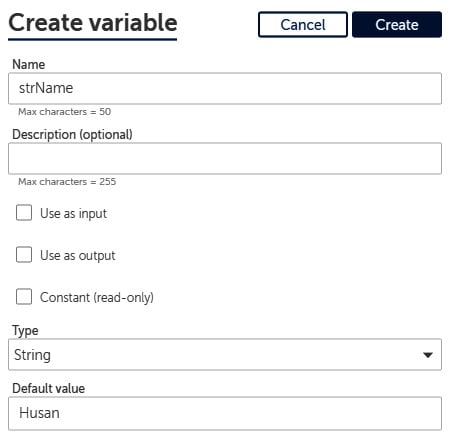 Create variable
Cancel
Create
Name
strName
Max characters = 50
Description (optional)
Max characters = 255
Use as input
Use as output
Constant (read-only)
Type
String
Default value
Husan